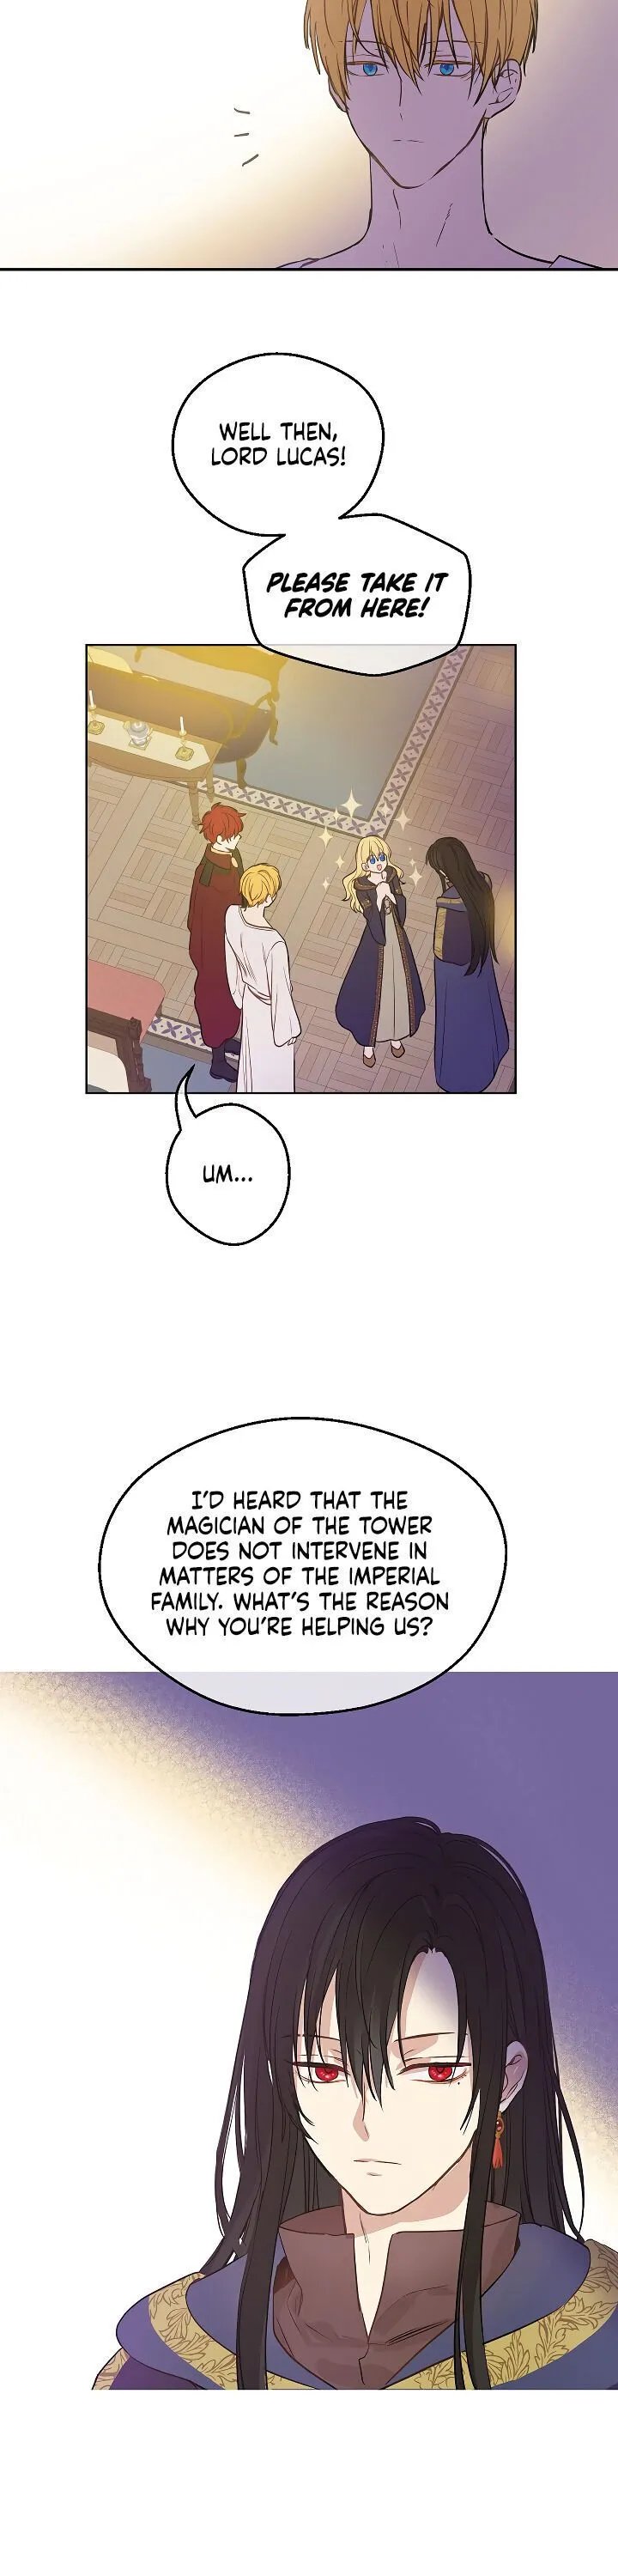 WELL THEN,
LORD LUCAS!
PLEASE TAKE IT
FROM HERE!
UM...
I'D HEARD THAT THE
MAGICIAN OF THE TOWER
DOES NOT INTERVENE IN
MATTERS OF THE IMPERIAL
FAMILY. WHAT'S THE REASON
WHY YOU'RE HELPING US?